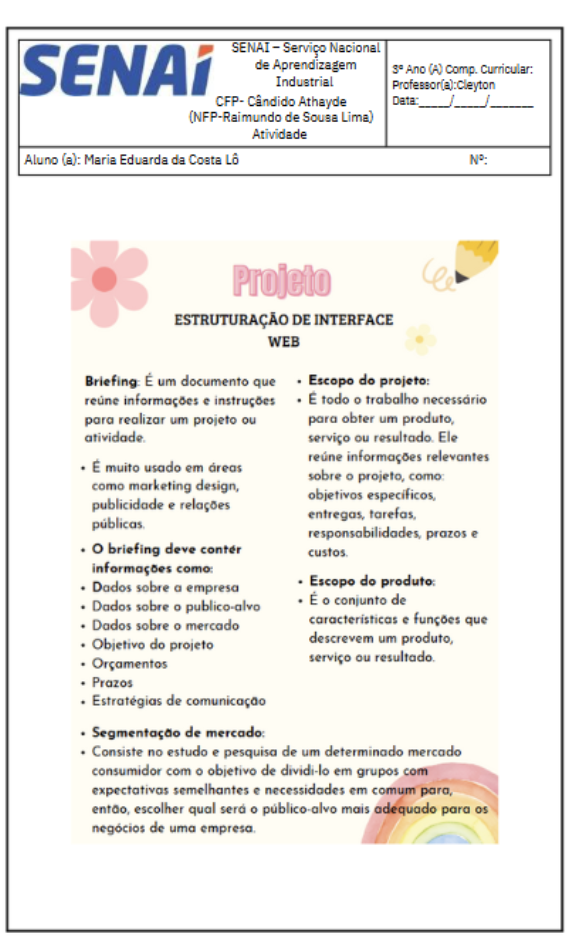 SENAI
SENAI – Serviço Nacional
de Aprendizagem
Industrial
CFP- Cândido Athayde
(NFP-Raimundo de Sousa Lima)
Atividade
3º Ano (A) Comp. Curricular:
Professor(a):Cleyton
Data:_____/_____/_______
Aluno (a): Maria Eduarda da Costa Lô
Nº:
Projeto
ESTRUTURAÇÃO DE INTERFACE
WEB
Briefing: É um documento que
reúne informações e instruções
para realizar um projeto ou
atividade.
• É muito usado em áreas
como marketing design,
publicidade e relações
públicas.
• O briefing deve contér
informações como:
• Dados sobre a empresa
• Dados sobre o publico-alvo
• Dados sobre o mercado
• Objetivo do projeto
• Orçamentos
• Prazos
• Estratégias de comunicação
• Escopo do projeto:
• É todo o trabalho necessário
para obter um produto,
serviço ou resultado. Ele
reúne informações relevantes
sobre o projeto, como:
objetivos específicos,
entregas, tarefas,
responsabilidades, prazos e
custos.
• Escopo do produto:
• É o conjunto de
características e funções que
descrevem um produto,
serviço ou resultado.
• Segmentação de mercado:
• Consiste no estudo e pesquisa de um determinado mercado
consumidor com o objetivo de dividi-lo em grupos com
expectativas semelhantes e necessidades em comum para,
então, escolher qual será o público-alvo mais adequado para os
negócios de uma empresa.